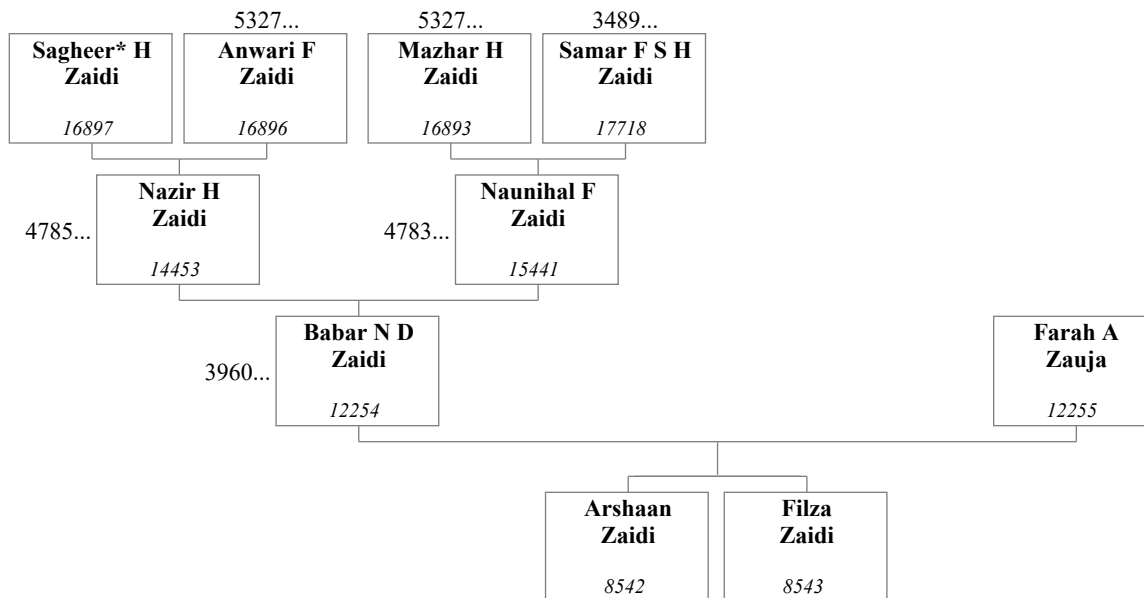 5327...
5327...
3489...
Sagheer* H
Zaidi
16897
Anwari F
Zaidi
16896
Mazhar H
Zaidi
16893
Samar F S H
Zaidi
17718
4785...
Nazir H
Zaidi
14453
4783...
Naunihal F
Zaidi
15441
3960...
Babar N D
Zaidi
12254
Farah A
Zauja
12255
Arshaan
Zaidi
8542
Filza
Zaidi
8543